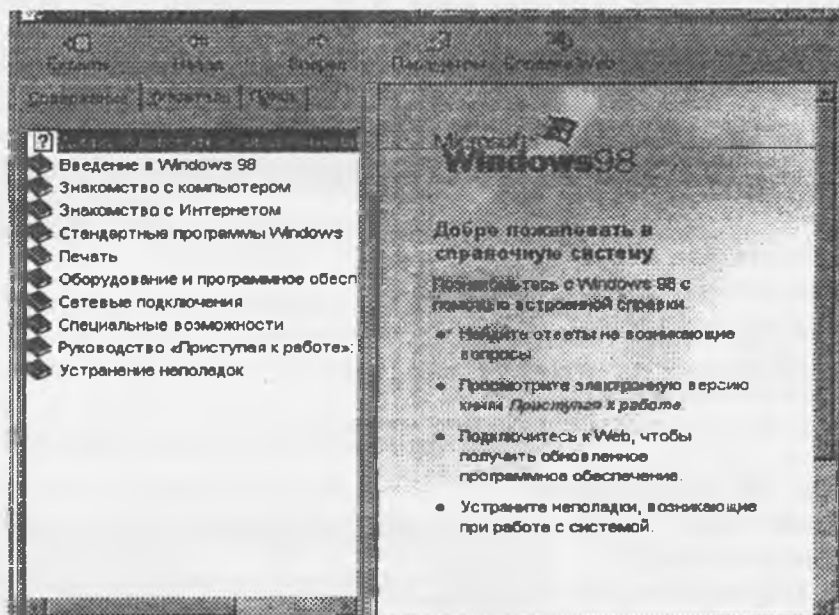 Скрыть Назад Вперед Параметры Справка Web
Содержание Указатель Поиск
Введение в Windows 98
Знакомство с компьютером
Знакомство с Интернетом
Стандартные программы Windows
Печать
Оборудование и программное обесп
Сетевые подключения
Специальные возможности
Руководство «Приступая к работе»:
Устранение неполадок
Microsoft
Windows98
Добро пожаловать в
справочную систему
Познакомьтесь с Windows 98 с
помощью встроенной справки.
Найдите ответы на возникающие
вопросы
Просмотрите электронную версию
книги Приступая к работе.
Подключитесь к Web, чтобы
получить обновленное
программное обеспечение.
Устраните неполадки, возникающие
при работе с системой.